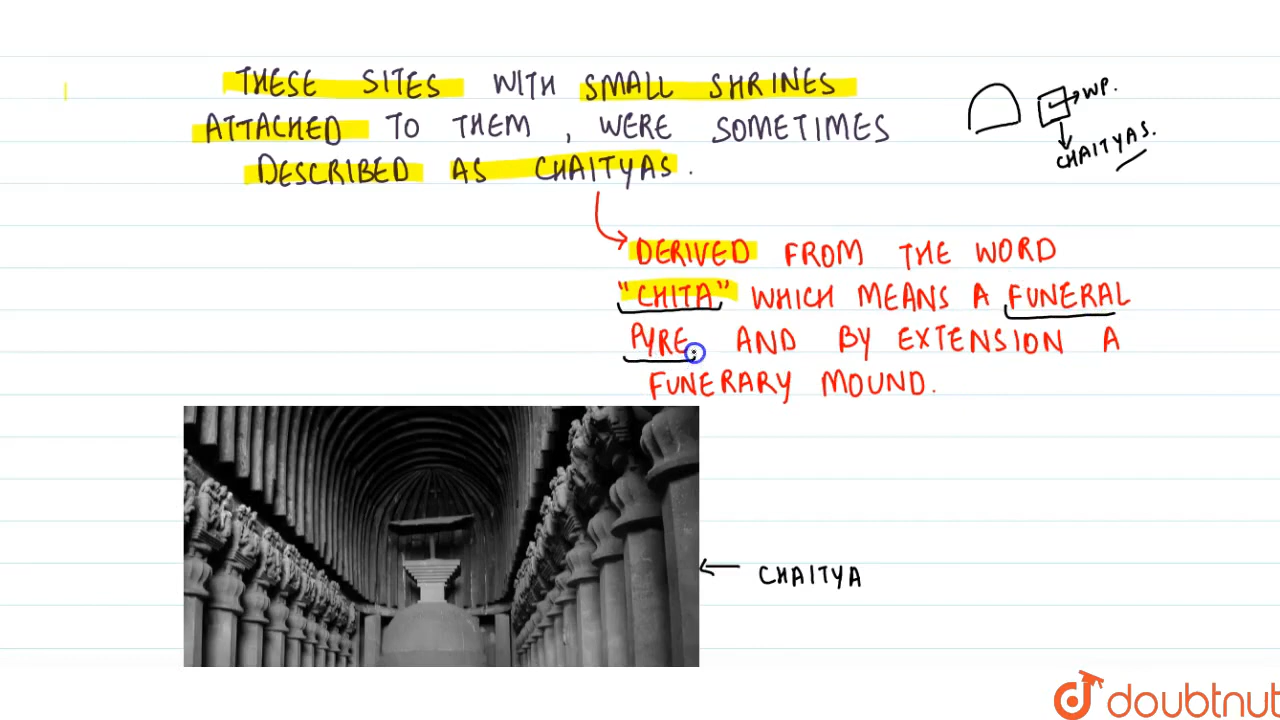 THESE SITES WITH SMALL SHRINES
ATTACHED TO THEM, WERE SOMETIMES
DESCRIBED AS CHAITYAS.
WP.
CHAITYAS.
DERIVED FROM THE WORD
"CHITA" WHICH MEANS A FUNERAL
PYRE AND BY EXTENSION A
FUNERARY MOUND.
CHAITYA
doubtnut